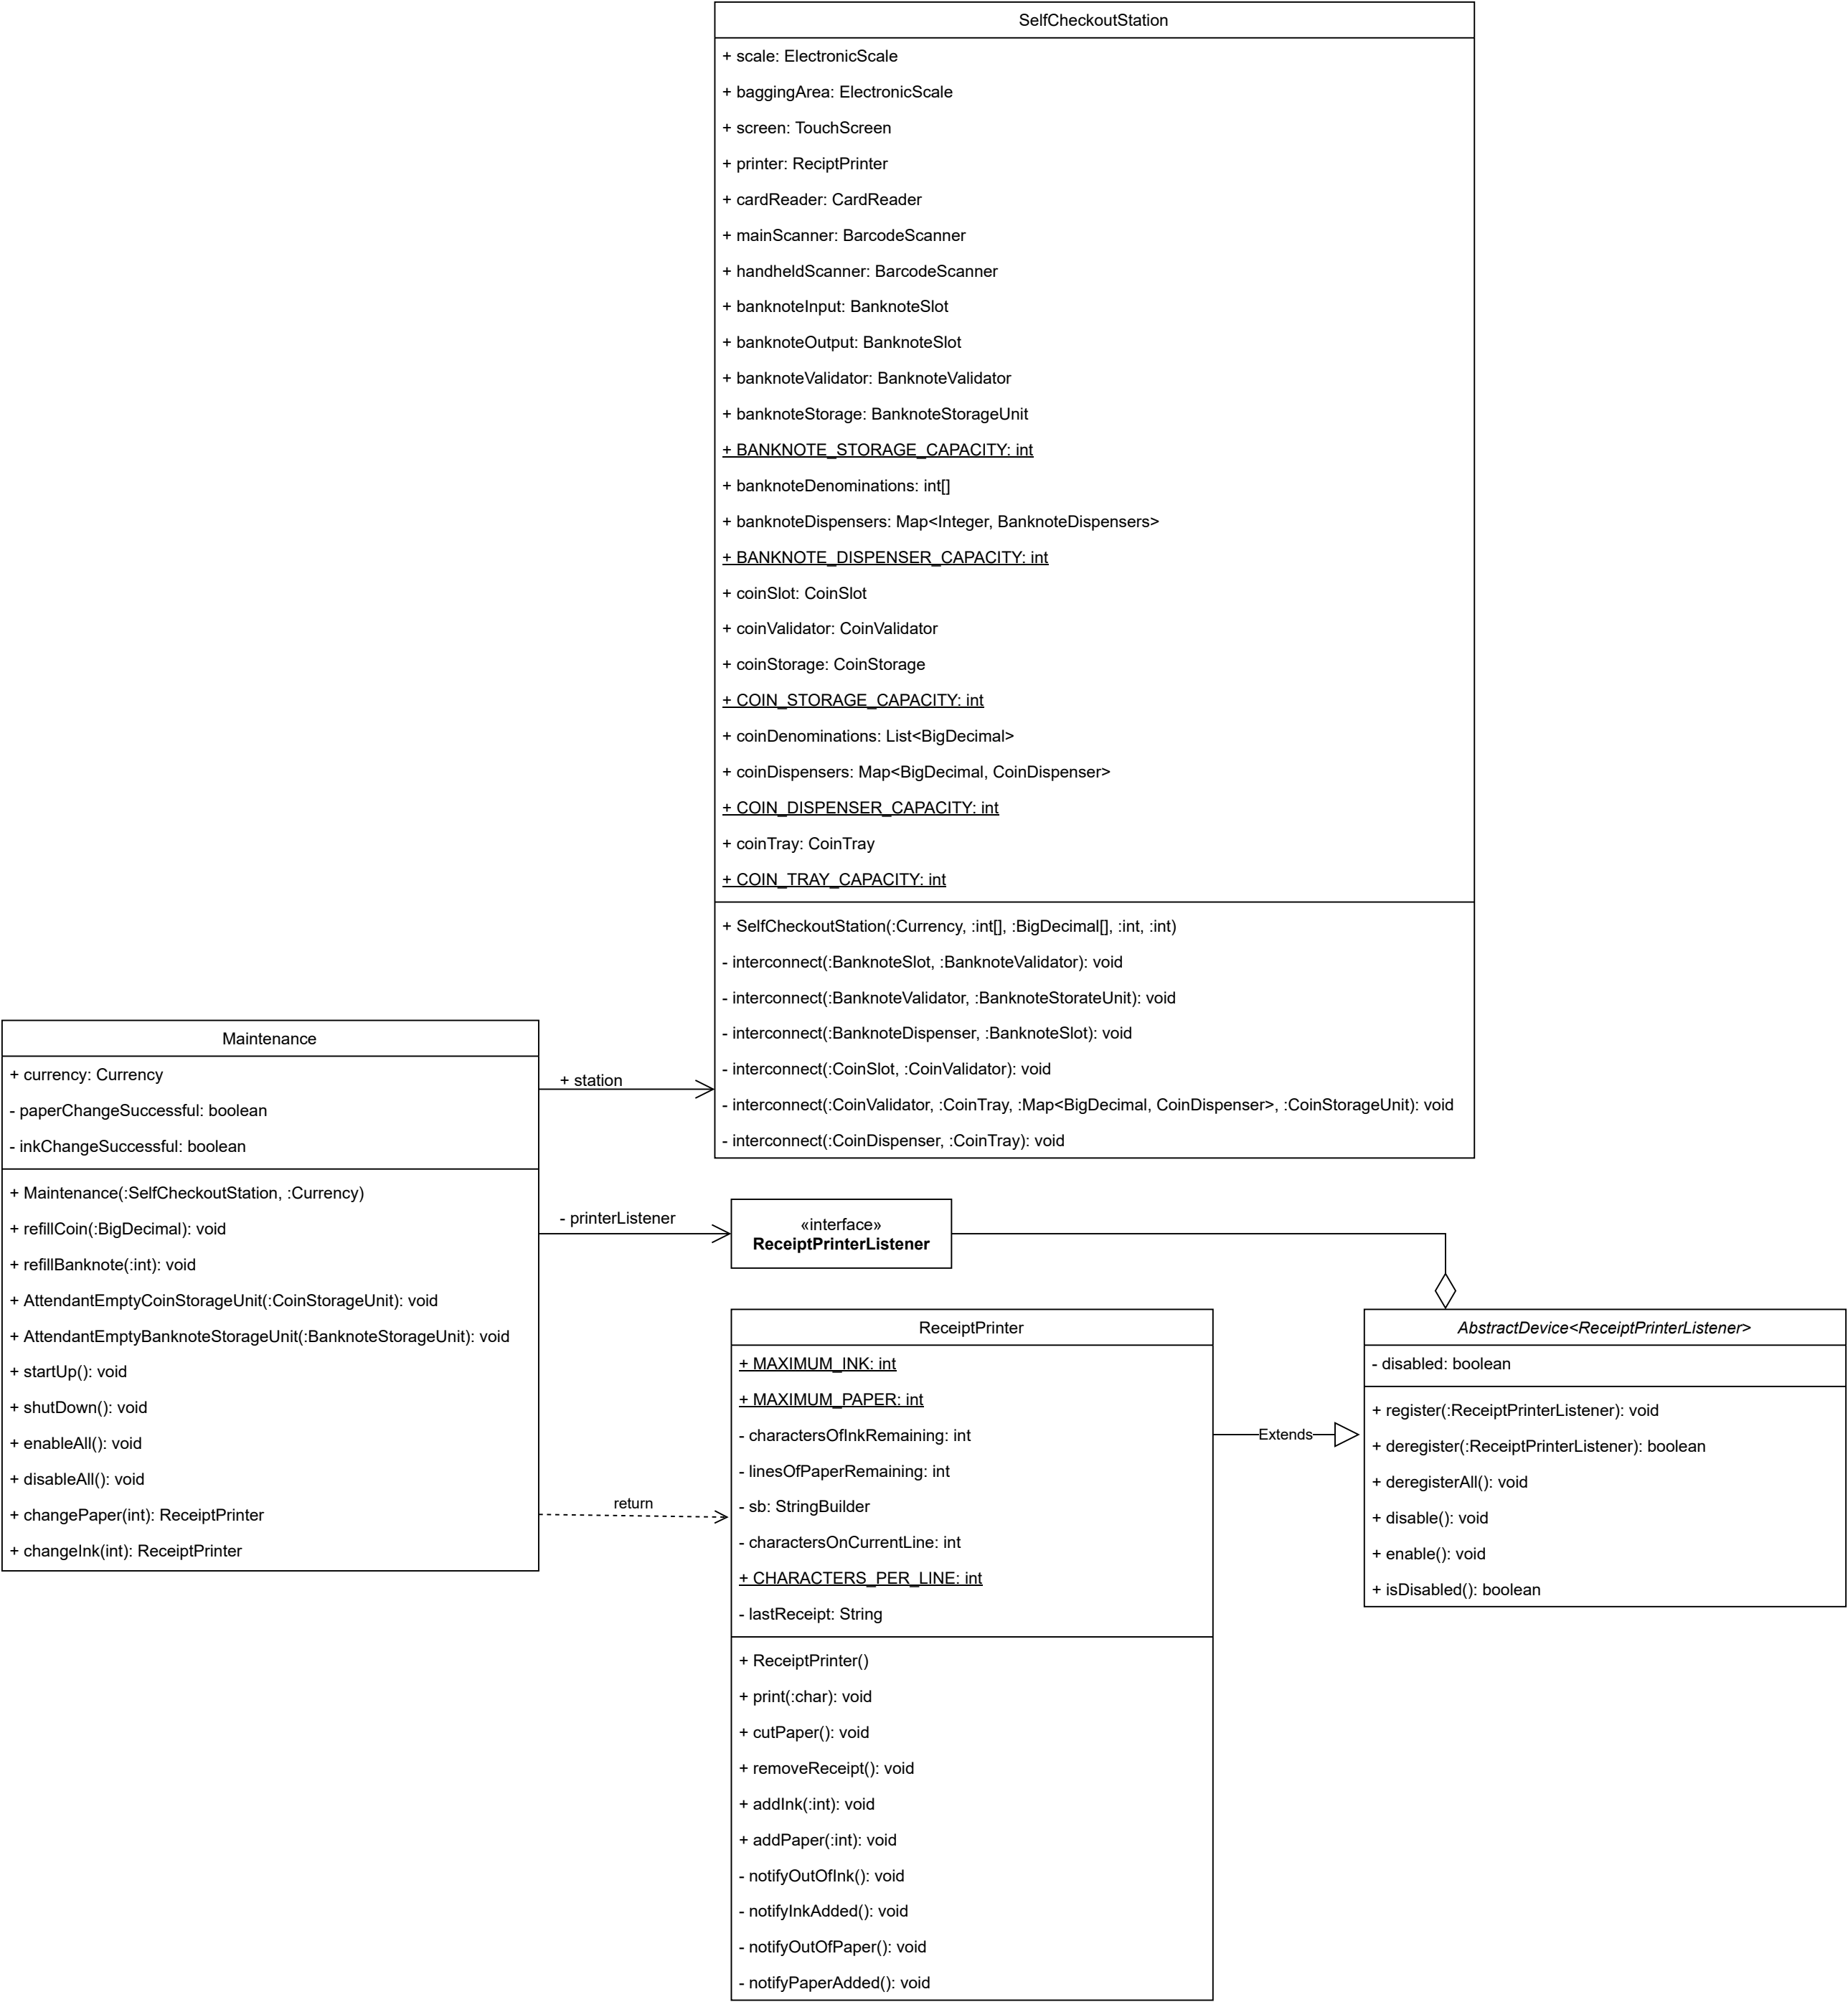 SelfCheckoutStation
+ scale: ElectronicScale
+ baggingArea: ElectronicScale
+ screen: TouchScreen
+ printer: ReciptPrinter
+ cardReader: CardReader
+ mainScanner: BarcodeScanner
+ handheldScanner: BarcodeScanner
+ banknoteInput: BanknoteSlot
+ banknoteOutput: BanknoteSlot
+ banknoteValidator: BanknoteValidator
+ banknoteStorage: BanknoteStorageUnit
+ BANKNOTE_STORAGE_CAPACITY: int
+ banknoteDenominations: int[]
+ banknoteDispensers: Map<Integer, BanknoteDispensers>
+ BANKNOTE_DISPENSER_CAPACITY: int
+ coinSlot: CoinSlot
+ coinValidator: CoinValidator
+ coinStorage: CoinStorage
+ COIN_STORAGE_CAPACITY: int
+ coinDenominations: List<BigDecimal>
+ coinDispensers: Map<BigDecimal, CoinDispenser>
+ COIN_DISPENSER_CAPACITY: int
+ coinTray: CoinTray
+ COIN_TRAY_CAPACITY: int
+ SelfCheckoutStation(:Currency, :int[], :BigDecimal[], :int, :int)
- interconnect(:BanknoteSlot, :BanknoteValidator): void
- interconnect(:BanknoteValidator, :BanknoteStorateUnit): void
- interconnect(:BanknoteDispenser, :BanknoteSlot): void
- interconnect(:CoinSlot, :CoinValidator): void
- interconnect(:CoinValidator, :CoinTray, :Map<BigDecimal, CoinDispenser>, :CoinStorageUnit): void
- interconnect(:CoinDispenser, :CoinTray): void
Maintenance
+ currency: Currency
- paperChangeSuccessful: boolean
- inkChangeSuccessful: boolean
+ Maintenance(:SelfCheckoutStation, :Currency)
+ refillCoin(:BigDecimal): void
+ refillBanknote(:int): void
+ AttendantEmptyCoinStorageUnit(:CoinStorageUnit): void
+ AttendantEmptyBanknoteStorageUnit(:BanknoteStorageUnit): void
+ startUp(): void
+ shutDown(): void
+ enableAll(): void
+ disableAll(): void
+ changePaper(int): ReceiptPrinter
+ changeInk(int): ReceiptPrinter
+ station
- printerListener
return
«interface»
ReceiptPrinterListener
ReceiptPrinter
+ MAXIMUM_INK: int
+ MAXIMUM_PAPER: int
- charactersOfInkRemaining: int
- linesOfPaperRemaining: int
- sb: StringBuilder
- charactersOnCurrentLine: int
+ CHARACTERS_PER_LINE: int
- lastReceipt: String
+ ReceiptPrinter()
+ print(:char): void
+ cutPaper(): void
+ removeReceipt(): void
+ addInk(:int): void
+ addPaper(:int): void
- notifyOutOfInk(): void
- notifyInkAdded(): void
- notifyOutOfPaper(): void
- notifyPaperAdded(): void
Extends
AbstractDevice<ReceiptPrinterListener>
- disabled: boolean
+ register(:ReceiptPrinterListener): void
+ deregister(:ReceiptPrinterListener): boolean
+ deregisterAll(): void
+ disable(): void
+ enable(): void
+ isDisabled(): boolean